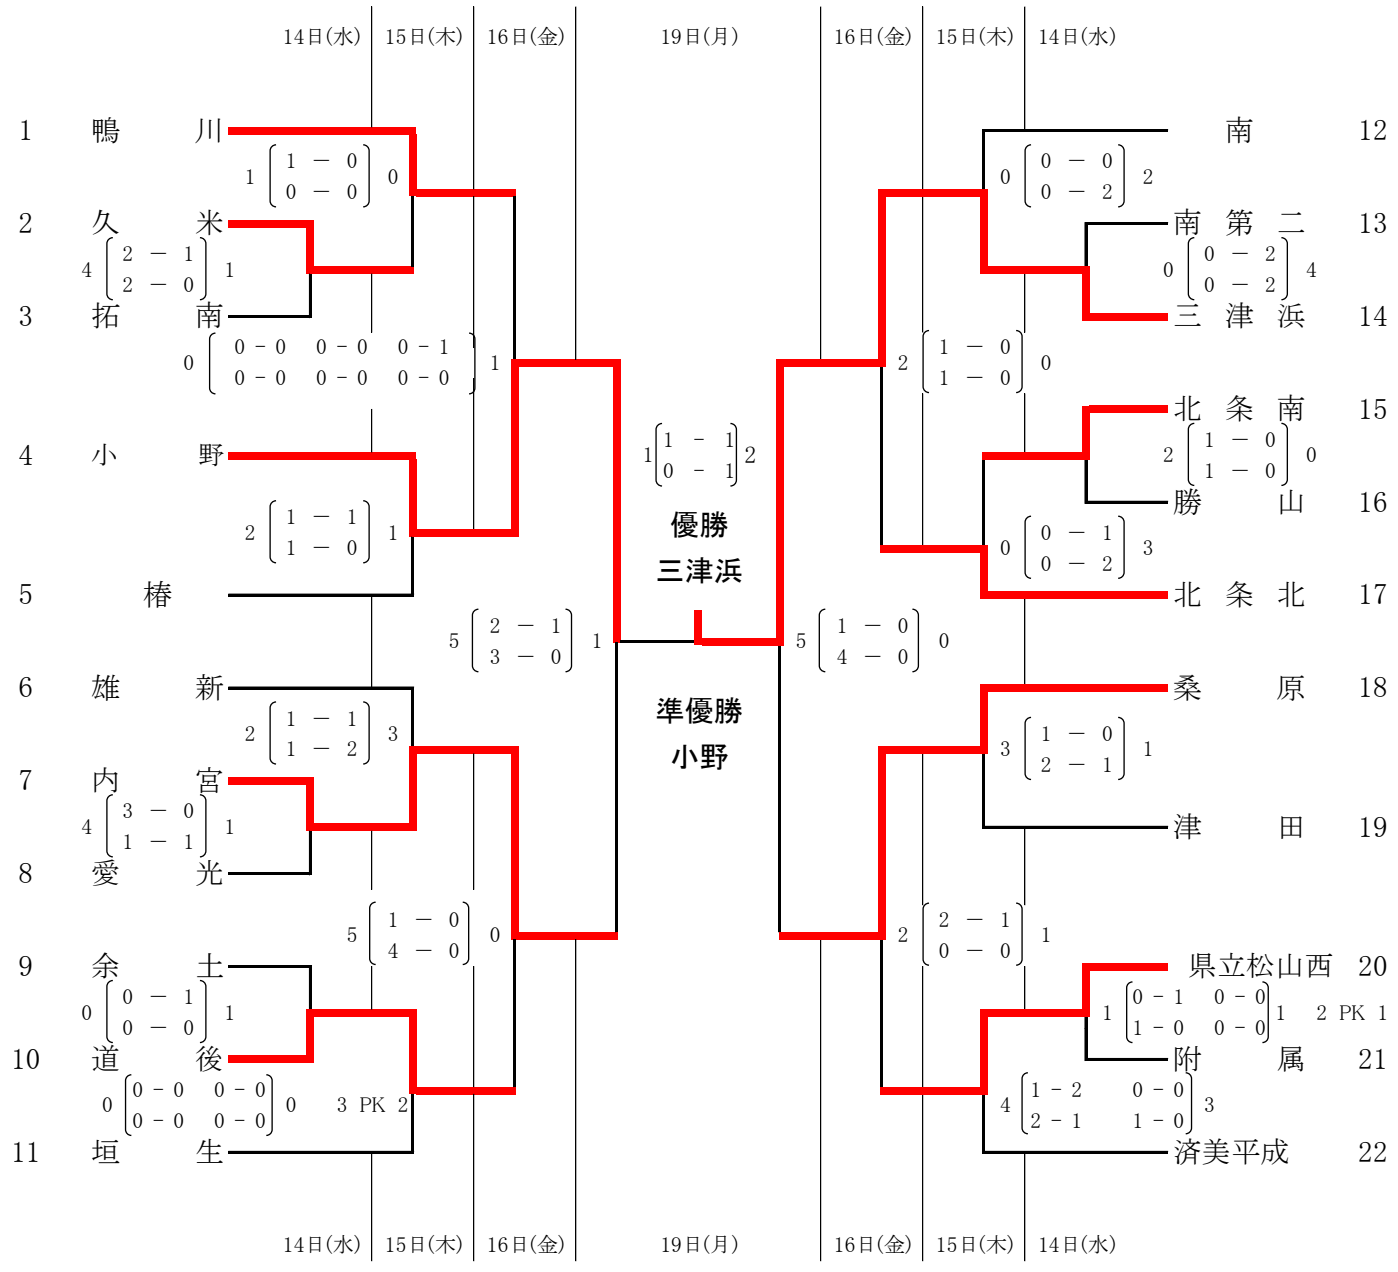 14日(水) 15日(木) 16日(金) 19日(月) 16日(金) 15日(木) 14日(水)
1 鴨川
1 1 － 0 0
0 － 0
2 久米
4 2 － 1 1
2 － 0
3 拓南
0 0－0 0－0 0－1 1
0－0 0－0 0－0
4 小野
2 1 － 1 1
1 － 0
5 椿
5 2 － 1 1
3 － 0
6 雄新
2 1 － 1 3
1 － 2
7 内宮
4 3 － 0 1
1 － 1
8 愛光
5 1 － 0 0
4 － 0
9 余土
0 0 － 1 1
0 － 0
10 道後
0 0－0 0－0 0 3 PK 2
0－0 0－0
11 垣生
1 1 - 1 2
0 - 1
優勝
三津浜
準優勝
小野
南 12
0 0 － 0 2
0 － 2
南第二 13
0 0 － 2 4
0 － 2
三津浜 14
2 1 － 0 0
1 － 0
北条南 15
2 1 － 0 0
1 － 0
勝山 16
0 0 － 1 3
0 － 2
北条北 17
5 1 － 0 0
4 － 0
桑原 18
3 1 － 0 1
2 － 1
津田 19
2 2 － 1 1
0 － 0
県立松山西 20
1 0－1 0－0 1 2 PK 1
1－0 0－0
附属 21
4 1－2 0－0 3
2－1 1－0
済美平成 22
14日(水) 15日(木) 16日(金) 19日(月) 16日(金) 15日(木) 14日(水)